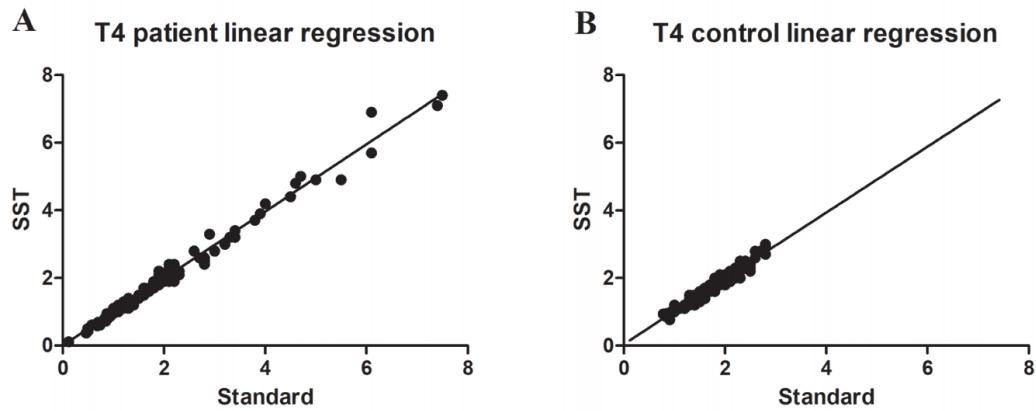 A
T4 patient linear regression
8
6
4
2
0
SST
0 2 4 6 8
Standard
B
T4 control linear regression
8
6
4
2
0
SST
0 2 4 6 8
Standard